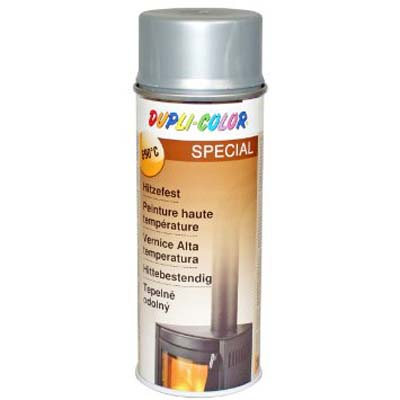 DUPLI-COLOR
690°C
SPECIAL
Hitzefest
Peinture haute
température
Vernice Alta
temperatura
Hittebestendig
Tepelně
odolný